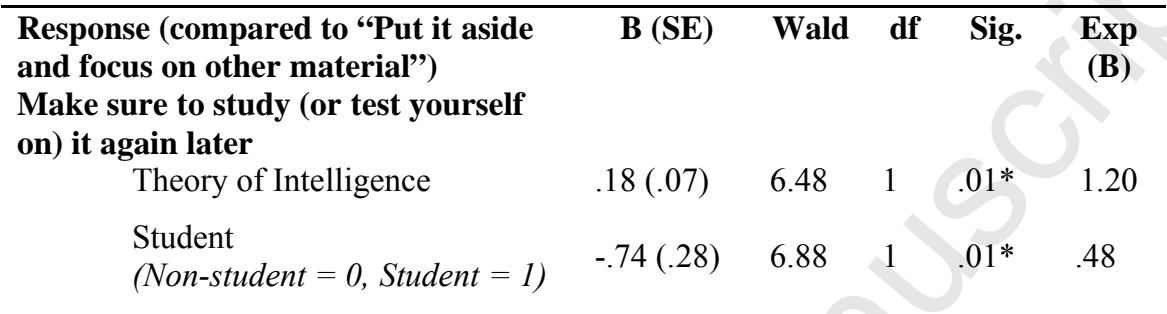 Response (compared to “Put it aside B (SE) Wald df Sig. Exp
and focus on other material”) (B)
Make sure to study (or test yourself
on) it again later
Theory of Intelligence .18 (.07) 6.48 1 .01* 1.20
Student
(Non-student = 0, Student = 1) -.74 (.28) 6.88 1 .01* .48